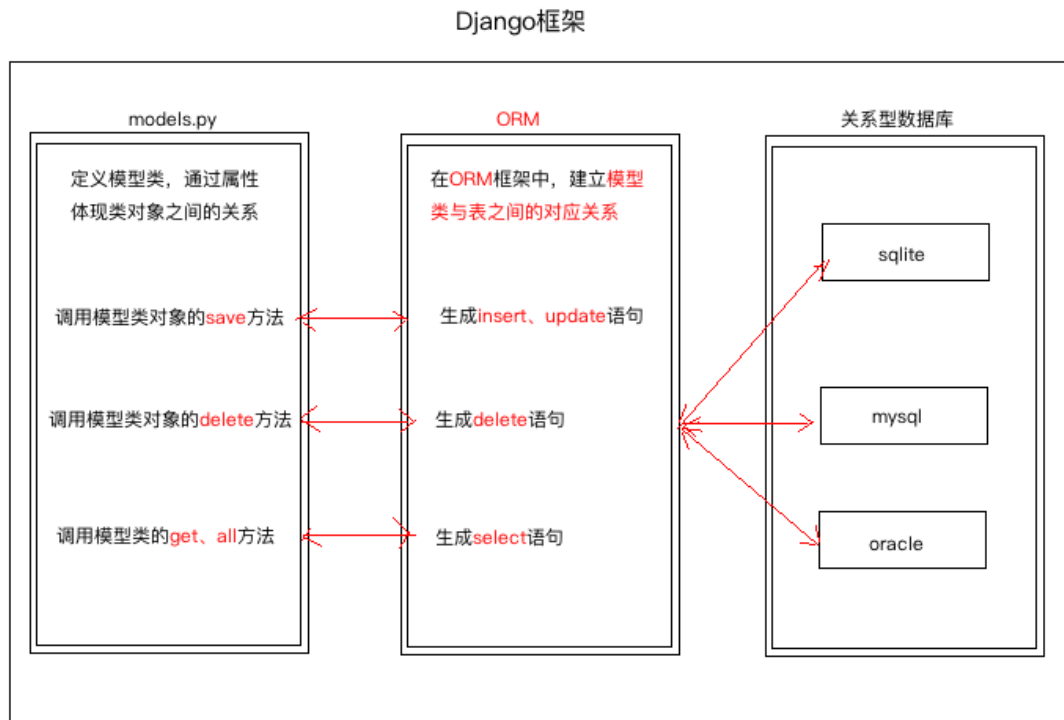 Django框架
models.py
定义模型类，通过属性
体现类对象之间的关系
调用模型类对象的save方法
调用模型类对象的delete方法
调用模型类的get、all方法
ORM
在ORM框架中，建立模型
类与表之间的对应关系
生成insert、update语句
生成delete语句
生成select语句
关系型数据库
sqlite
mysql
oracle